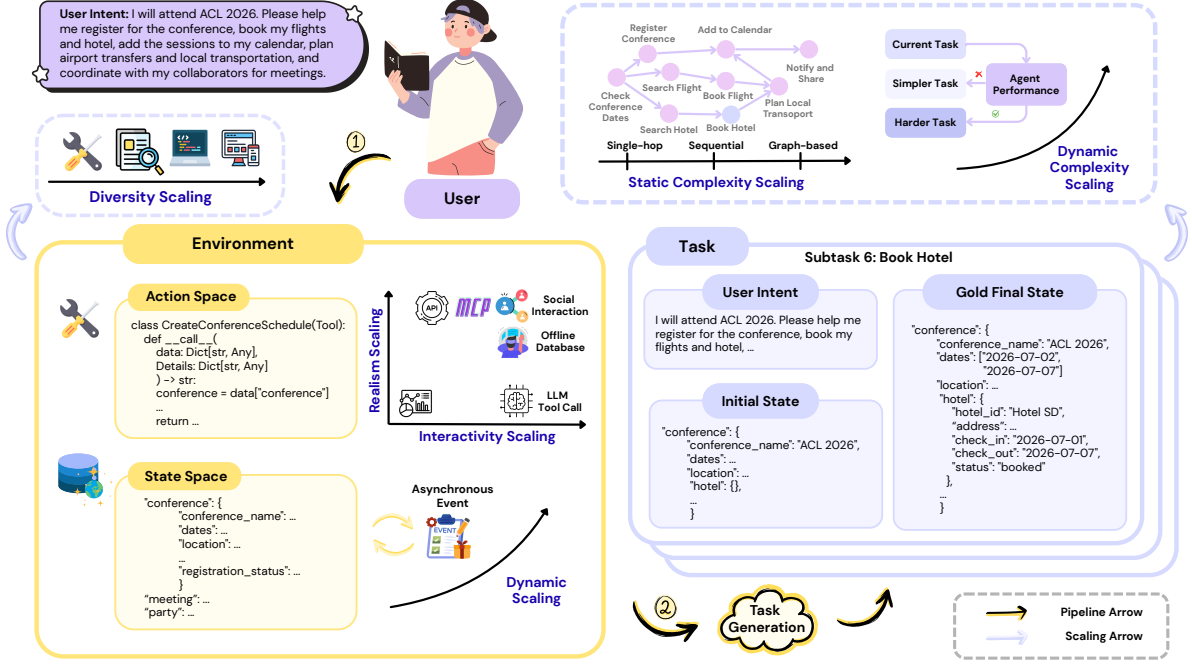 User Intent: I will attend ACL 2026. Please help
me register for the conference, book my flights
and hotel, add the sessions to my calendar, plan
airport transfers and local transportation, and
coordinate with my collaborators for meetings.
Diversity Scaling
1
User
Register
Conference
Add to Calendar
Notify and
Share
Search Flight
Book Flight
Check
Conference
Dates
Plan Local
Transoport
Search Hotel
Book Hotel
Single-hop
Sequential
Graph-based
Static Complexity Scaling
Current Task
Simpler Task
Harder Task
Agent
Performance
Dynamic
Complexity
Scaling
Environment
Action Space
class CreateConferenceSchedule(Tool):
def __call__(
data: Dict[str, Any],
Details: Dict[str, Any]
) -> str:
conference = data["conference"]
...
return ...
State Space
"conference": {
"conference_name": ...
"dates": ...
"location": ...
...
"registration_status": ...
}
"meeting": ...
"party": ...
Realism Scaling
API
MCP
Social
Interaction
Offline
Database
LLM
Tool Call
Interactivity Scaling
Asynchronous
Event
EVENT
Dynamic
Scaling
Task
Subtask 6: Book Hotel
User Intent
I will attend ACL 2026. Please help me
register for the conference, book my
flights and hotel, ...
Initial State
"conference": {
"conference_name": "ACL 2026",
"dates": ...
"location": ...
"hotel": {},
...
}
Gold Final State
"conference": {
"conference_name": "ACL 2026",
"dates": ["2026-07-02",
"2026-07-07"]
"location": ...
"hotel": {
"hotel_id": "Hotel SD",
"address": ...
"check_in": "2026-07-01",
"check_out": "2026-07-07",
"status": "booked"
},
...
}
2
Task
Generation
Pipeline Arrow
Scaling Arrow